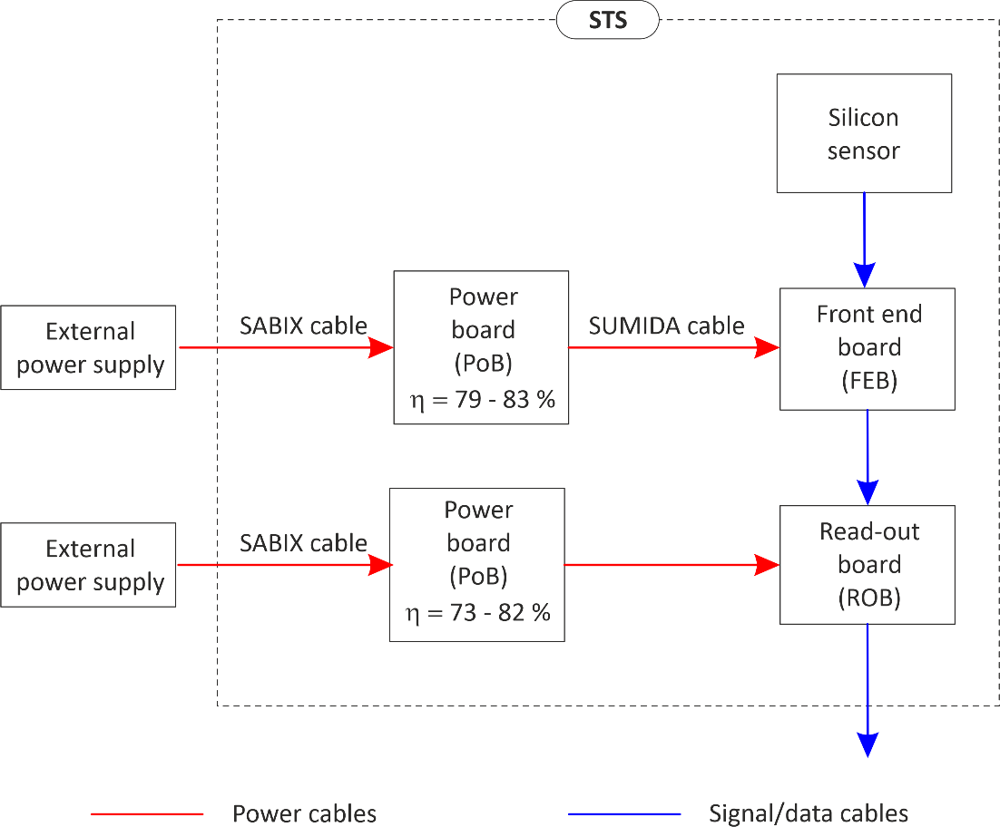 STS
Silicon
sensor
External
power supply
SABIX cable
Power
board
(PoB)
η = 79 - 83 %
SUMIDA cable
Front end
board
(FEB)
External
power supply
SABIX cable
Power
board
(PoB)
η = 73 - 82 %
Read-out
board
(ROB)
Power cables
Signal/data cables